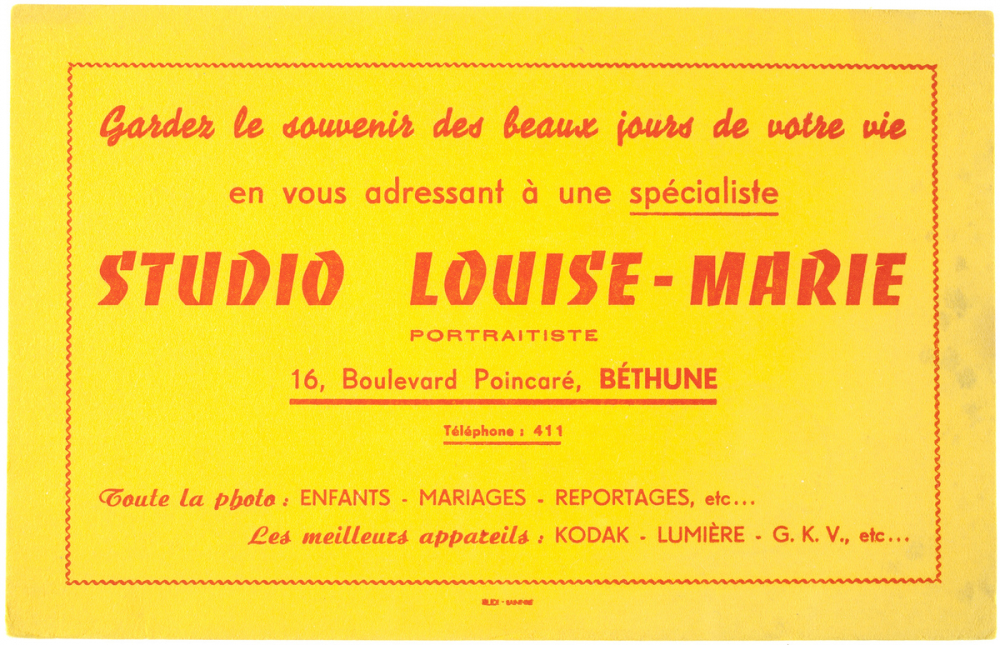 Gardez le souvenir des beaux jours de votre vie
en vous adressant à une spécialiste
STUDIO LOUISE-MARIE
PORTRAITISTE
16, Boulevard Poincaré, BÉTHUNE
Téléphone : 411
Toute la photo : ENFANTS - MARIAGES - REPORTAGES, etc...
Les meilleurs appareils : KODAK - LUMIÈRE - G. K. V., etc...